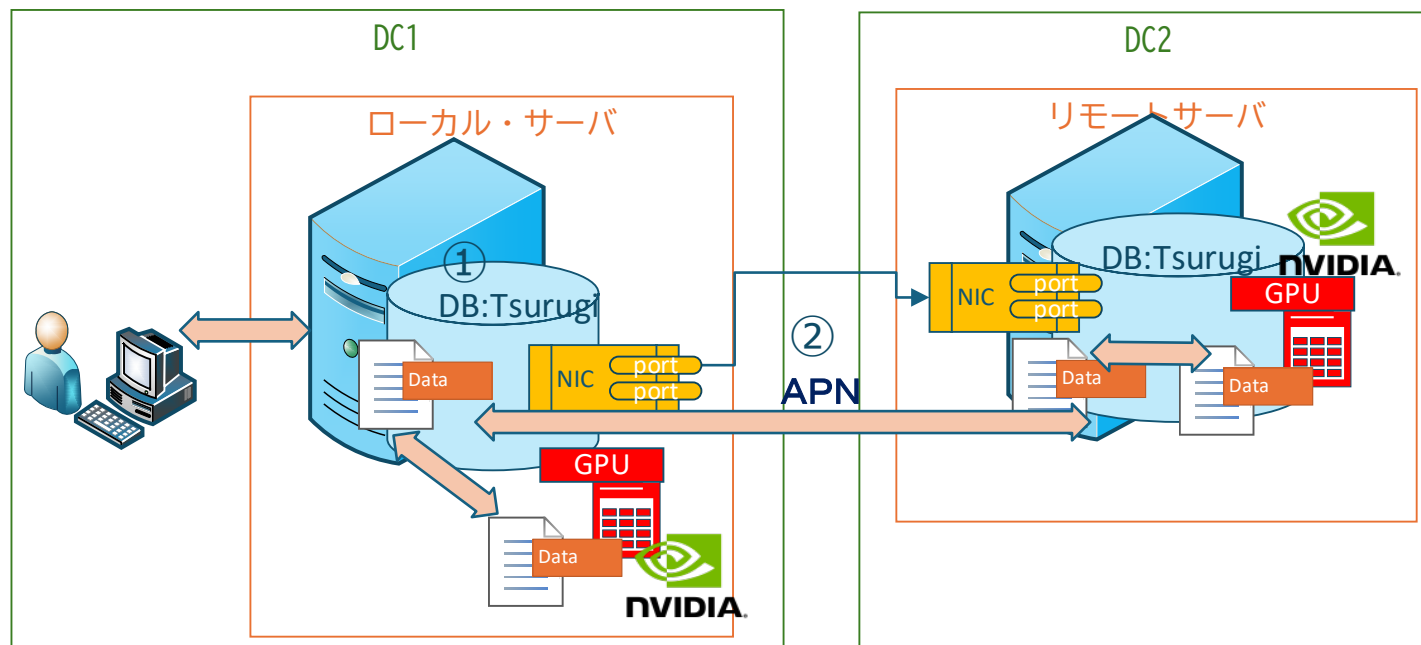 DC1
ローカル・サーバ
①
DB:Tsurugi
NIC
port
port
Data
GPU
Data
NVIDIA.
②
APN
DC2
リモートサーバ
DB:Tsurugi
NVIDIA.
NIC
port
port
GPU
Data
Data